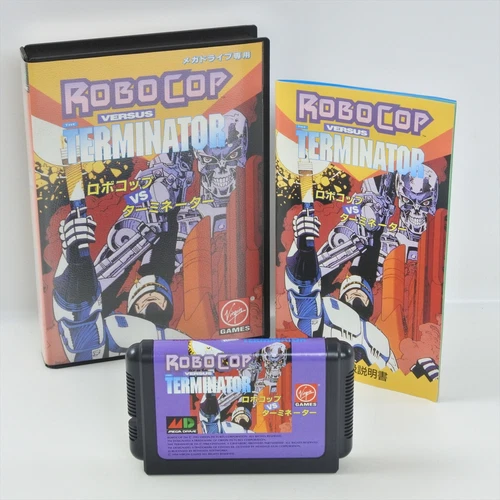 メガドライブ専用
ROBOCOP
VERSUS
THE
TERMINATOR
ロボコップ
VS
ターミネーター
Virgin
GAMES
ROBOCOP
VERSUS
THE
TERMINATOR
ロボコップ
VS
ターミネーター
扱説明書
ROBOCOP
VERSUS
THE
TERMINATOR
ロボコップ
VS
ターミネーター
Virgin
GAMES
MD
MEGA DRIVE